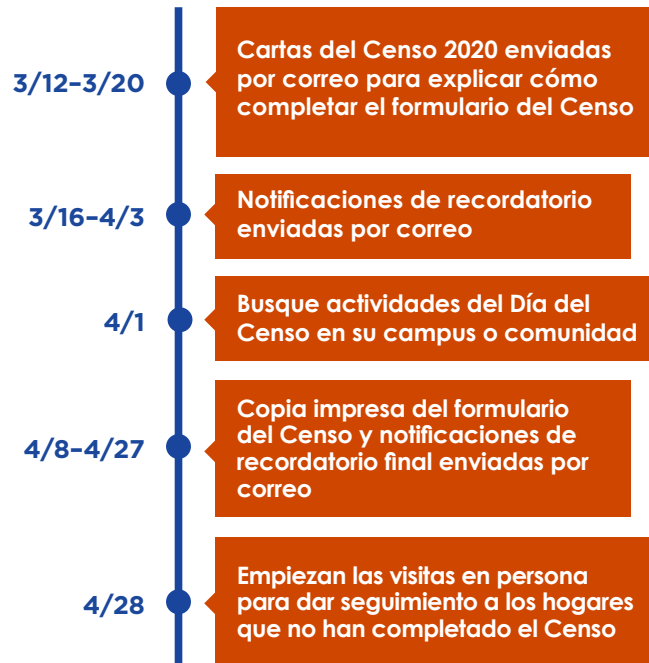 3/12–3/20
Cartas del Censo 2020 enviadas
por correo para explicar cómo
completar el formulario del Censo
3/16–4/3
Notificaciones de recordatorio
enviadas por correo
4/1
Busque actividades del Día del
Censo en su campus o comunidad
4/8–4/27
Copia impresa del formulario
del Censo y notificaciones de
recordatorio final enviadas por
correo
4/28
Empiezan las visitas en persona
para dar seguimiento a los hogares
que no han completado el Censo